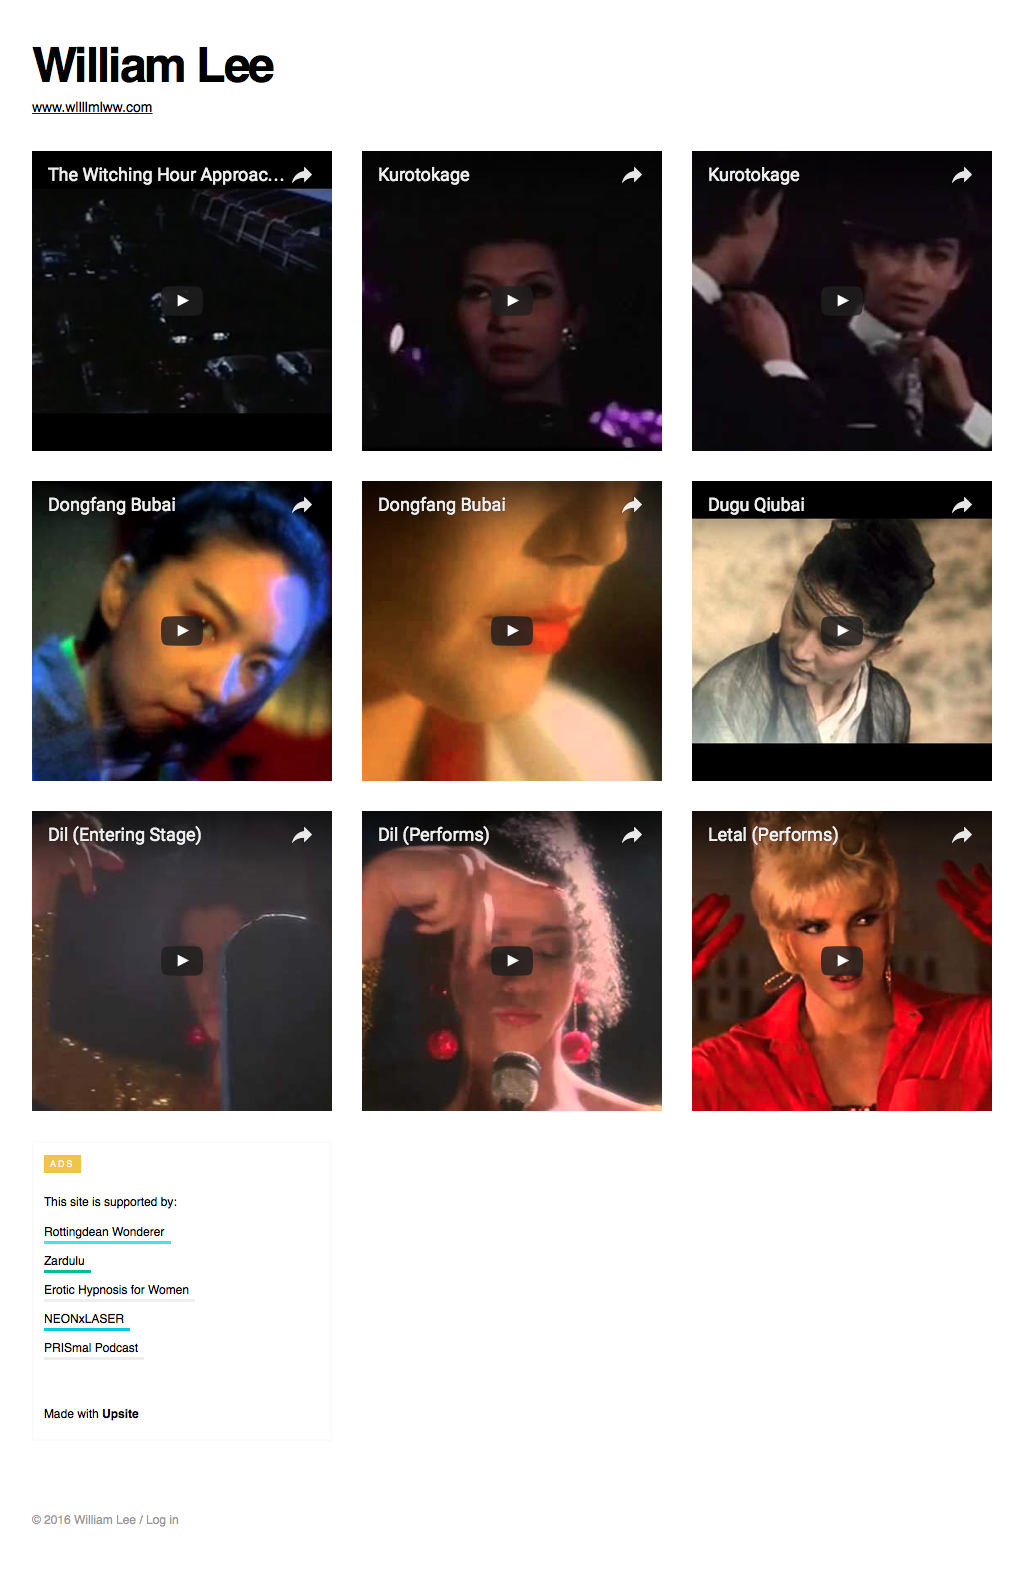 William Lee
www.wllllmlww.com
The Witching Hour Approac...
Kurotokage
Kurotokage
Dongfang Bubai
Dongfang Bubai
Dugu Qiubai
Dil (Entering Stage)
Dil (Performs)
Letal (Performs)
ADS
This site is supported by:
Rottingdean Wonderer
Zardulu
Erotic Hypnosis for Women
NEONxLASER
PRISmal Podcast
Made with Upsite
© 2016 William Lee / Log in